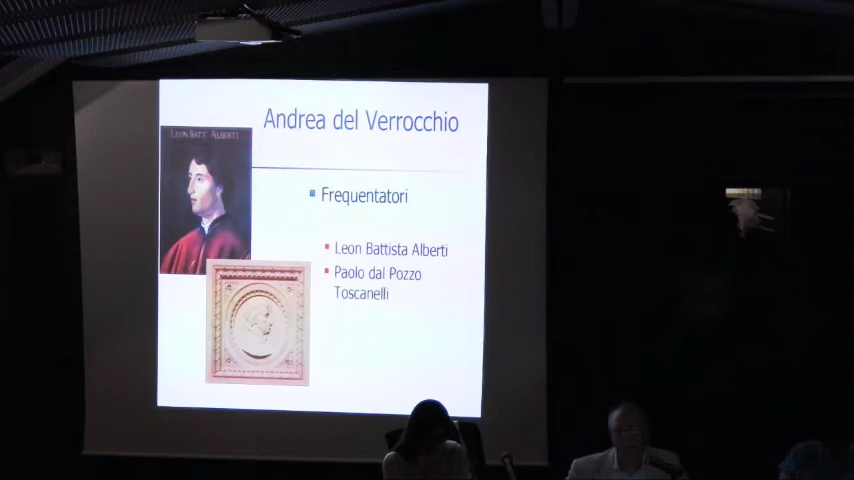 Andrea del Verrocchio
LEON BATT ALBERTI
Frequentatori
Leon Battista Alberti
Paolo dal Pozzo
Toscanelli